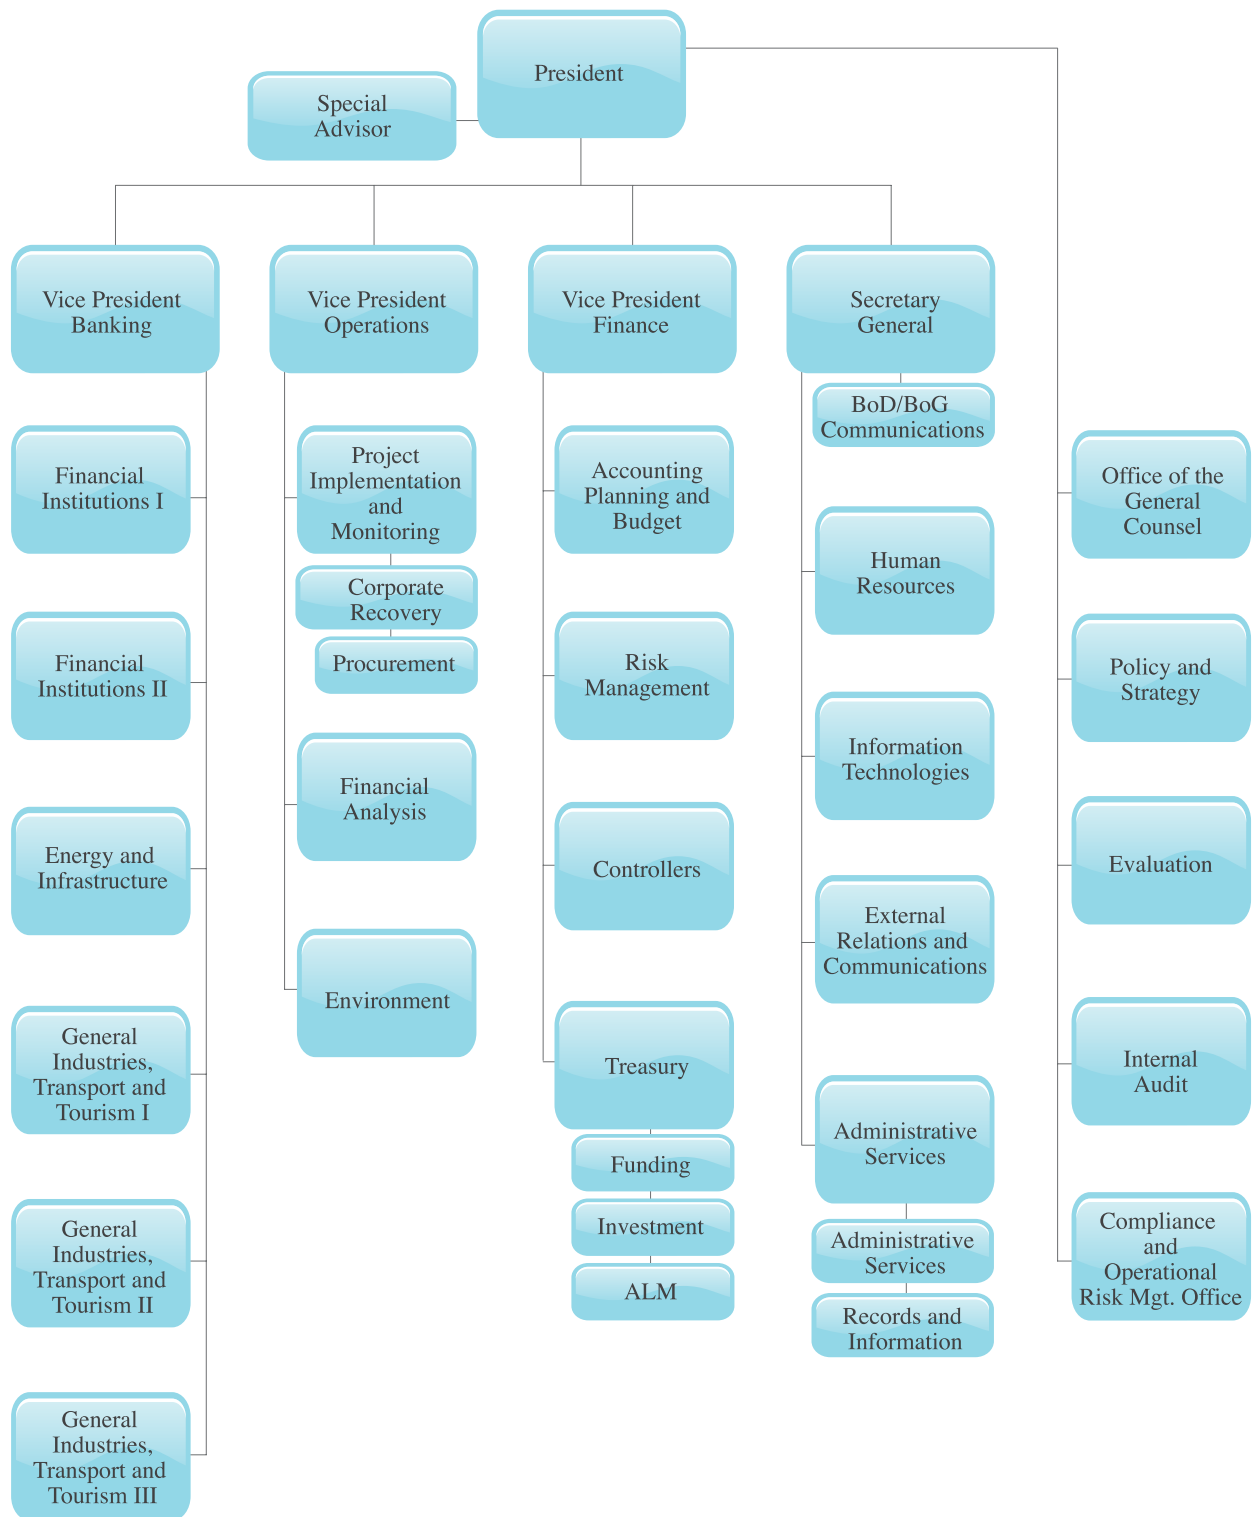 President
Special
Advisor
Vice President
Banking
Vice President
Operations
Vice President
Finance
Secretary
General
Financial
Institutions I
Financial
Institutions II
Energy and
Infrastructure
General
Industries,
Transport and
Tourism I
General
Industries,
Transport and
Tourism II
General
Industries,
Transport and
Tourism III
Project
Implementation
and
Monitoring
Corporate
Recovery
Procurement
Financial
Analysis
Environment
Accounting
Planning and
Budget
Risk
Management
Controllers
Treasury
Funding
Investment
ALM
BoD/BoG
Communications
Human
Resources
Information
Technologies
External
Relations and
Communications
Administrative
Services
Administrative
Services
Records and
Information
Office of the
General
Counsel
Policy and
Strategy
Evaluation
Internal
Audit
Compliance
and
Operational
Risk Mgt. Office